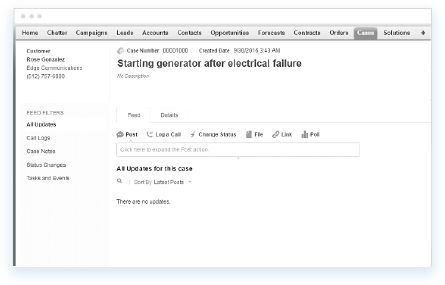 Home Chatter Campaigns Leads Accounts Contacts Opportunities Forecasts Contracts Orders Cases Solutions +
Customer
Rose Gonzalez
Edge Communications
(512) 757-6000
Case Number 00001000 Created Date 9/30/2016 3:43 AM
Starting generator after electrical failure
No Description
FEED FILTERS
All Updates
Call Logs
Case Notes
Status Changes
Tasks and Events
Feed Details
Post Log a Call Change Status File Link Poll
Click here to expand the Post action
All Updates for this case
Sort By Latest Posts
There are no updates.